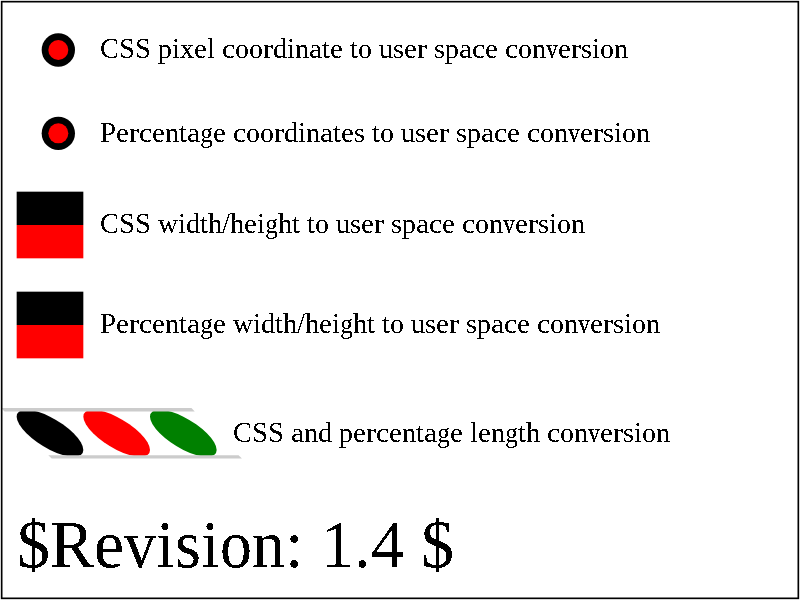 CSS pixel coordinate to user space conversion
Percentage coordinates to user space conversion
CSS width/height to user space conversion
Percentage width/height to user space conversion
CSS and percentage length conversion
$Revision: 1.4 $